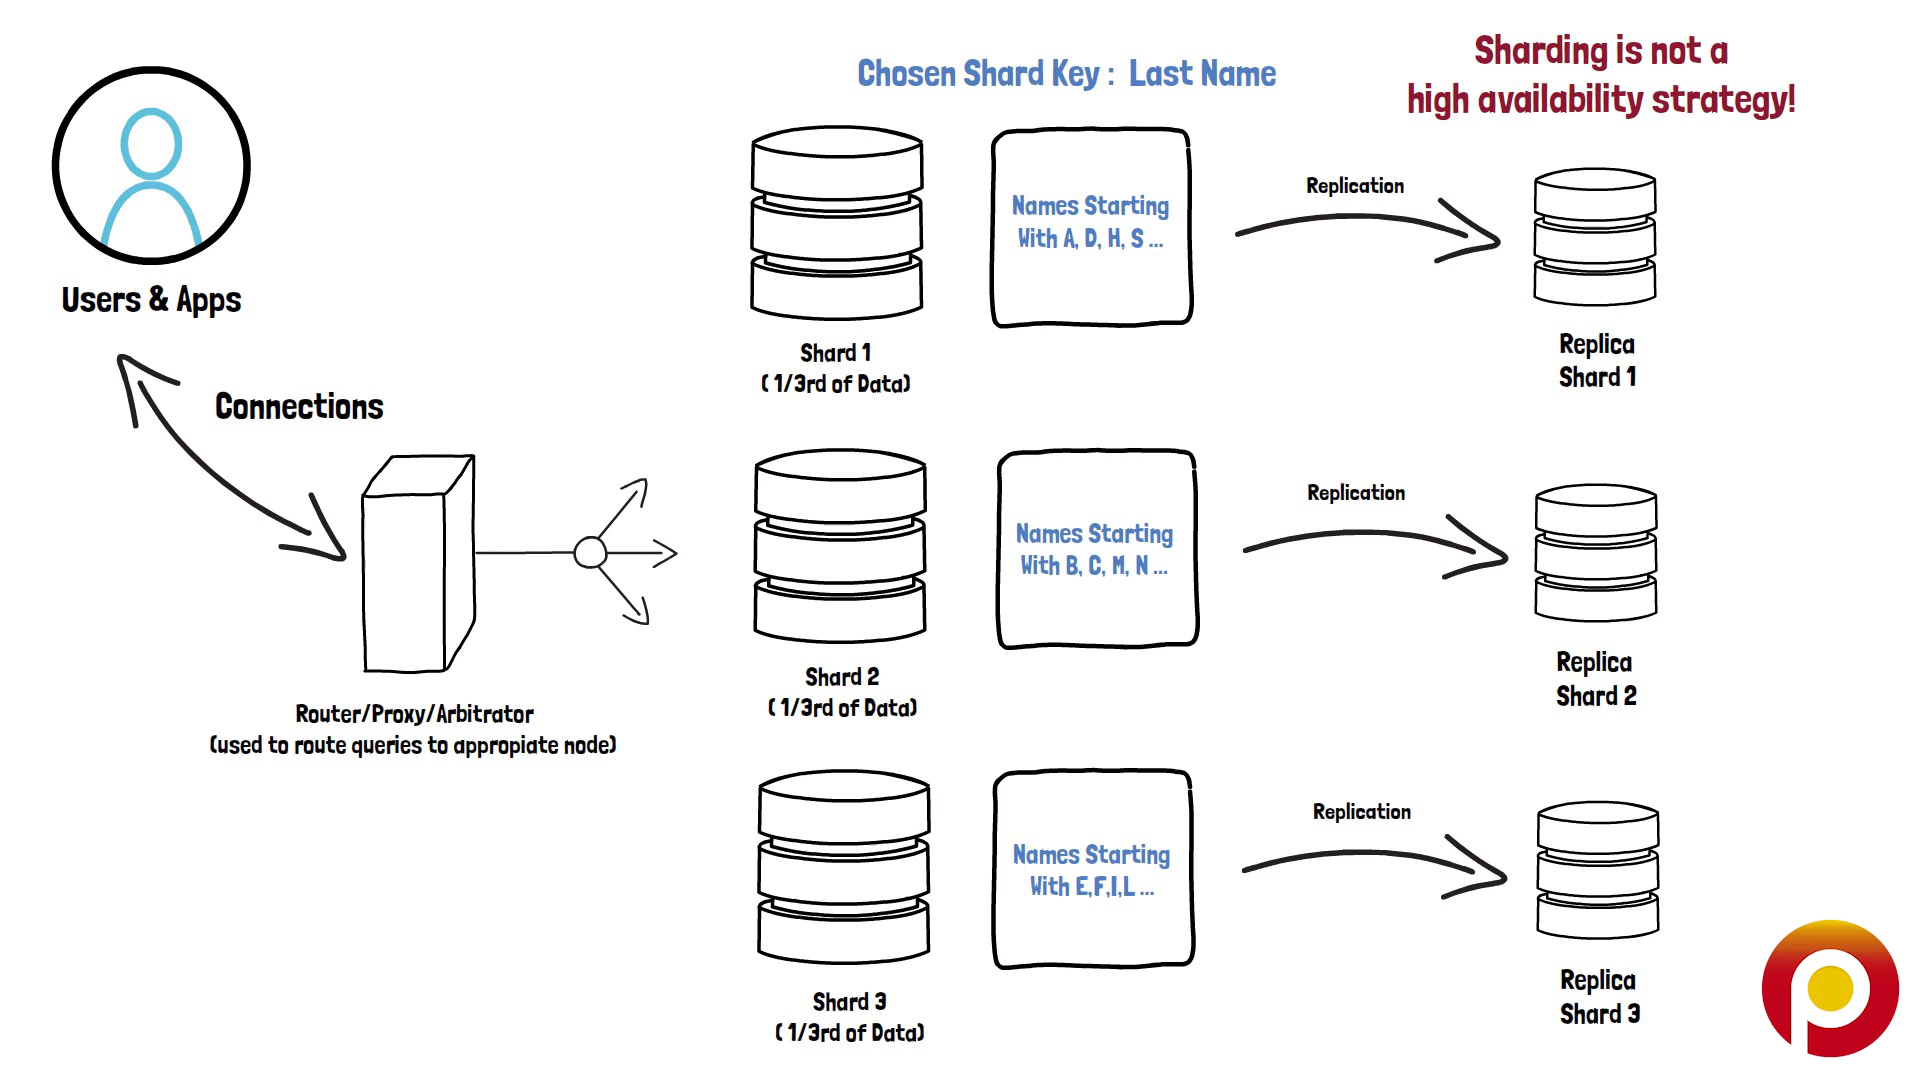 Chosen Shard Key : Last Name
Sharding is not a
high availability strategy!
Users & Apps
Connections
Router/Proxy/Arbitrator
(used to route queries to appropiate node)
Names Starting
With A, D, H, S ...
Shard 1
( 1/3rd of Data)
Replication
Replica
Shard 1
Names Starting
With B, C, M, N ...
Shard 2
( 1/3rd of Data)
Replication
Replica
Shard 2
Names Starting
With E,F,I,L ...
Shard 3
( 1/3rd of Data)
Replication
Replica
Shard 3